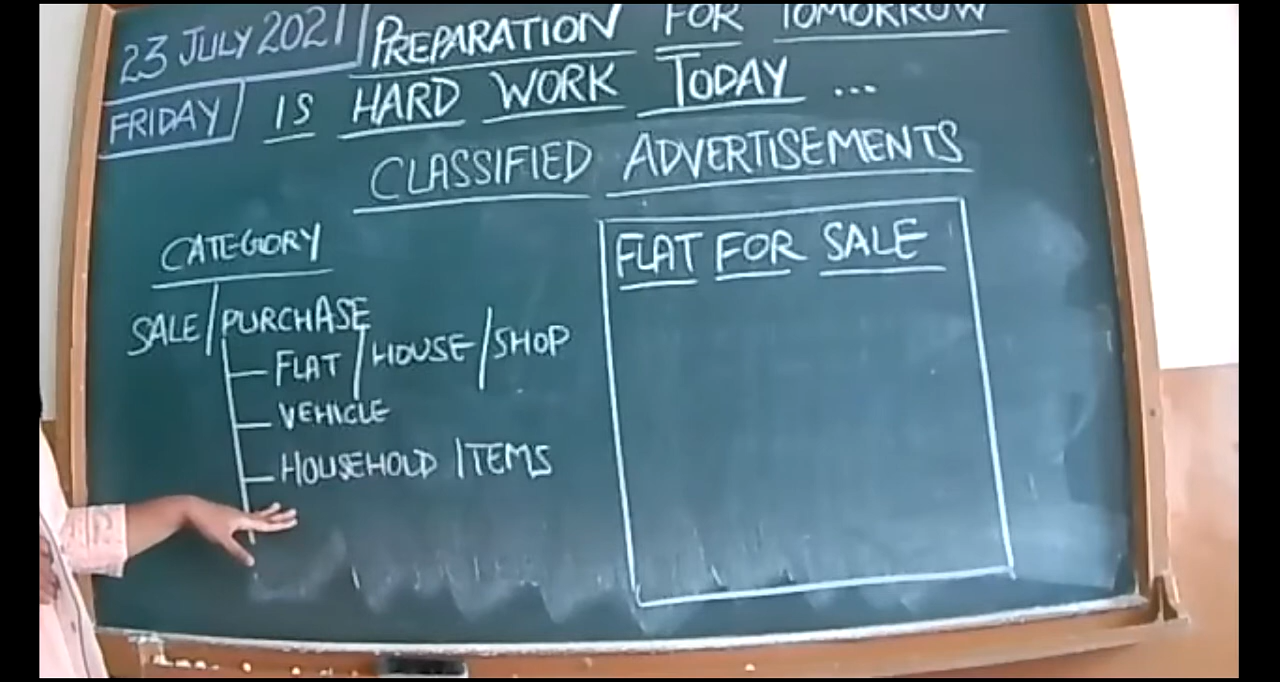 23 JULY 2021
FRIDAY
PREPARATION FOR TOMORROW
IS HARD WORK TODAY ...
CLASSIFIED ADVERTISEMENTS
CATEGORY
SALE/PURCHASE
FLAT/HOUSE/SHOP
VEHICLE
HOUSEHOLD ITEMS
FLAT FOR SALE